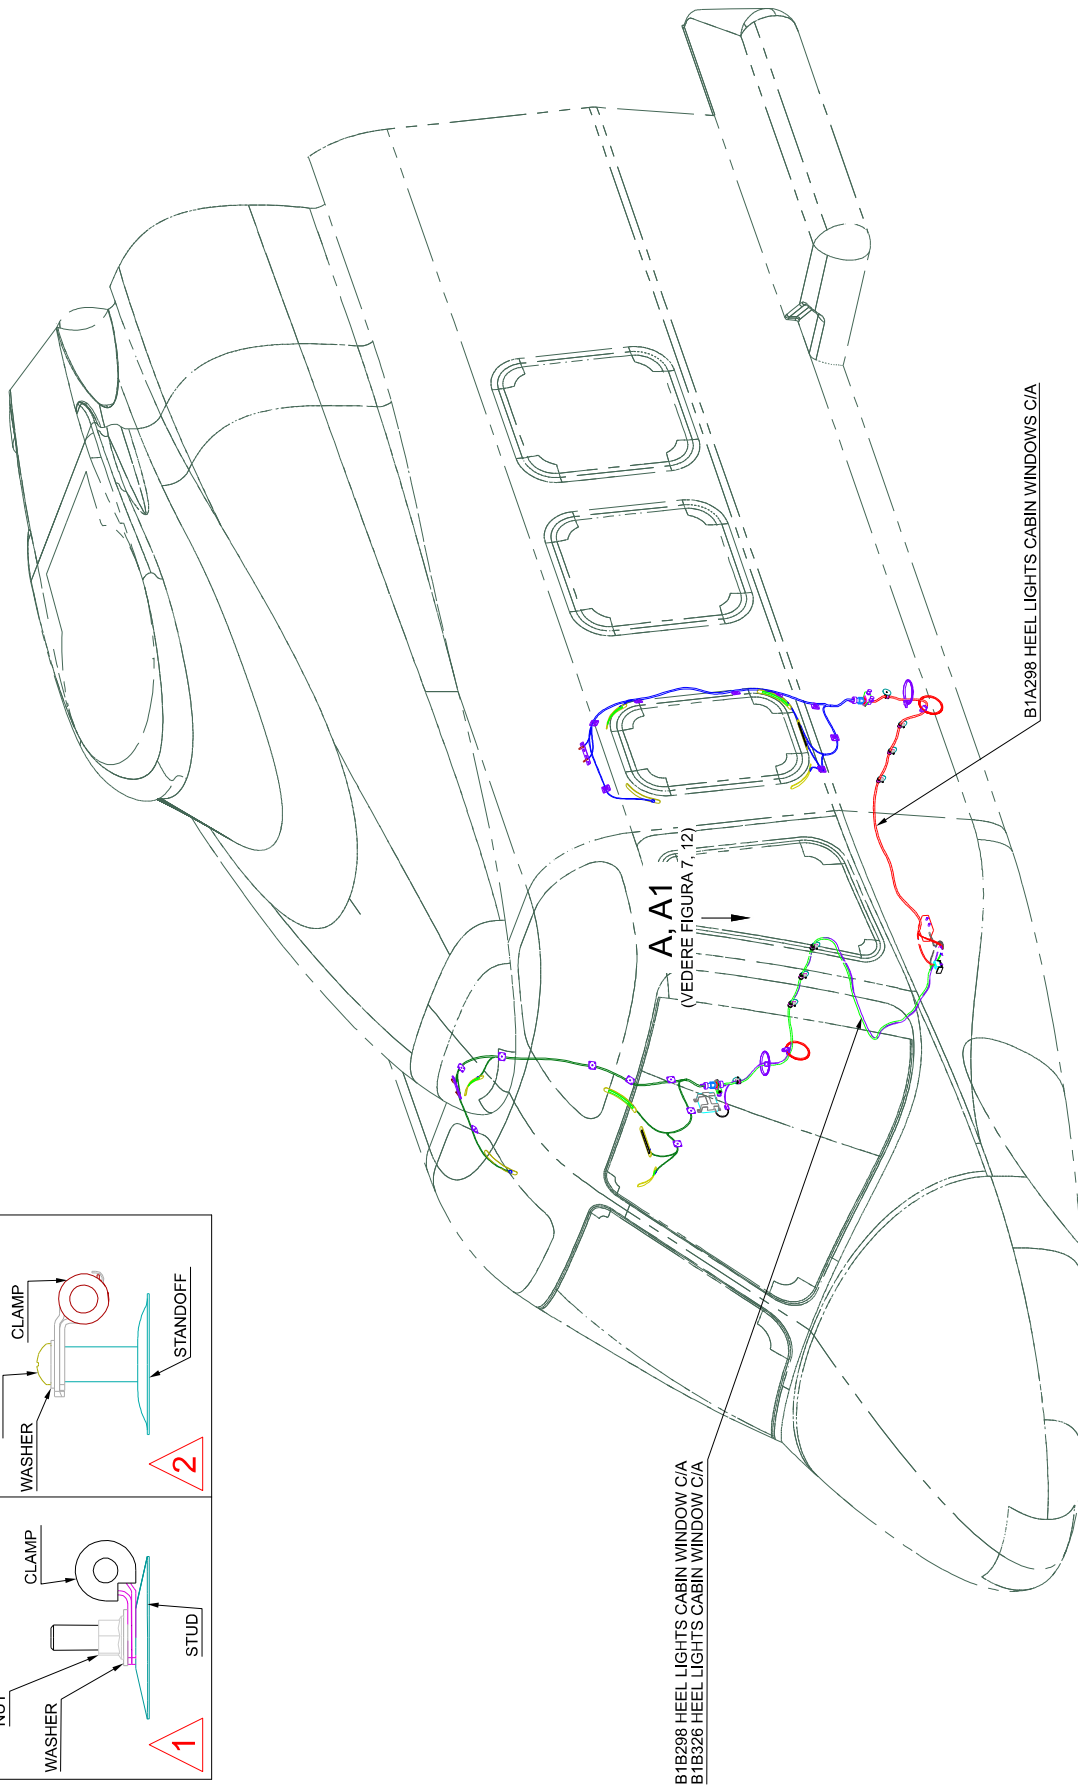 WASHER
CLAMP
STUD
1
WASHER
CLAMP
STANDOFF
2
A, A1
(VEDERE FIGURA 7, 12)
B1A298 HEEL LIGHTS CABIN WINDOWS C/A
B1B298 HEEL LIGHTS CABIN WINDOW C/A
B1B326 HEEL LIGHTS CABIN WINDOW C/A